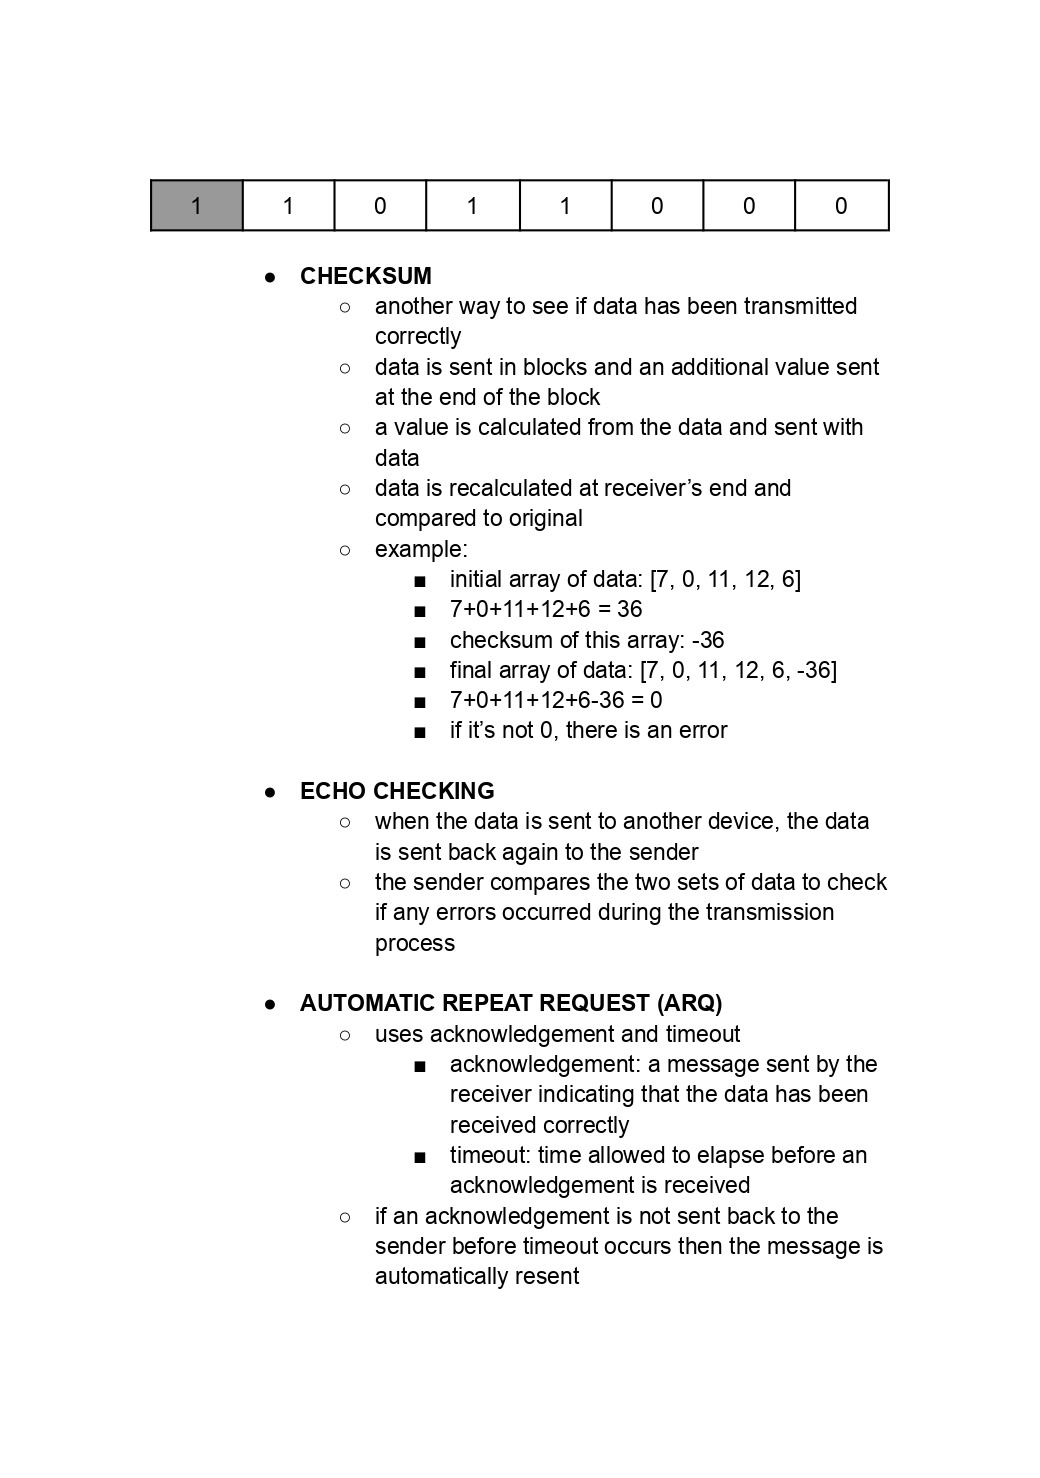 1 1 0 1 1 0 0 0
● CHECKSUM
○ another way to see if data has been transmitted
correctly
○ data is sent in blocks and an additional value sent
at the end of the block
○ a value is calculated from the data and sent with
data
○ data is recalculated at receiver’s end and
compared to original
○ example:
■ initial array of data: [7, 0, 11, 12, 6]
■ 7+0+11+12+6 = 36
■ checksum of this array: -36
■ final array of data: [7, 0, 11, 12, 6, -36]
■ 7+0+11+12+6-36 = 0
■ if it’s not 0, there is an error
● ECHO CHECKING
○ when the data is sent to another device, the data
is sent back again to the sender
○ the sender compares the two sets of data to check
if any errors occurred during the transmission
process
● AUTOMATIC REPEAT REQUEST (ARQ)
○ uses acknowledgement and timeout
■ acknowledgement: a message sent by the
receiver indicating that the data has been
received correctly
■ timeout: time allowed to elapse before an
acknowledgement is received
○ if an acknowledgement is not sent back to the
sender before timeout occurs then the message is
automatically resent